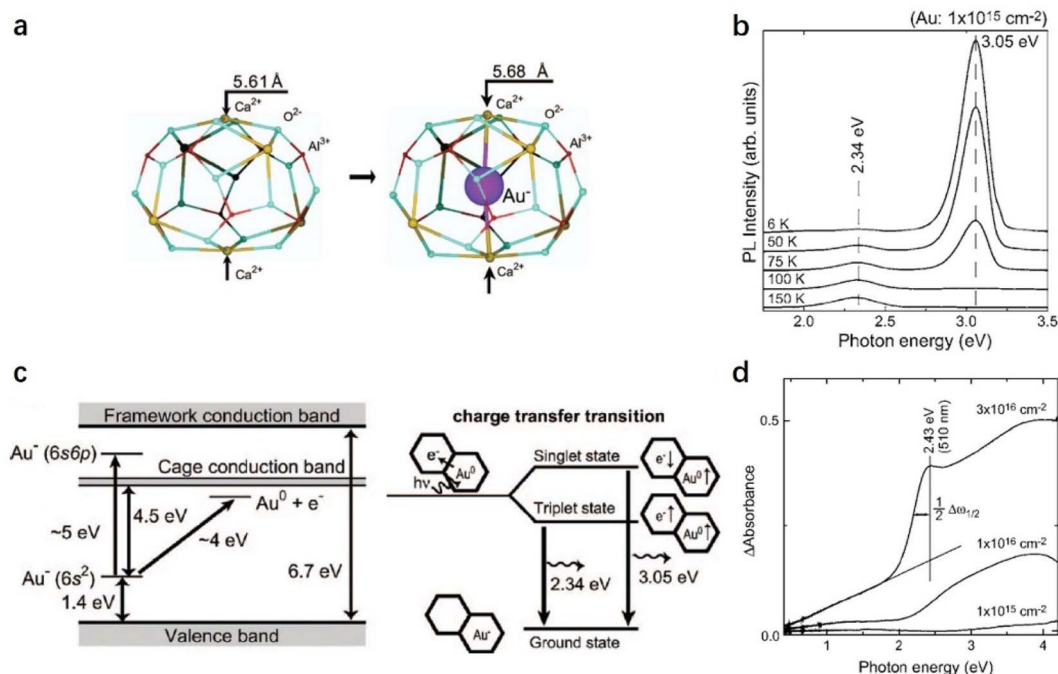 a
5.61 Å
Ca²⁺
O²⁻
Al³⁺
Ca²⁺
5.68 Å
Ca²⁺
O²⁻
Al³⁺
Au⁻
Ca²⁺
b
(Au: 1x10¹⁵ cm⁻²)
3.05 eV
2.34 eV
PL Intensity (arb. units)
6 K
50 K
75 K
100 K
150 K
2.0 2.5 3.0 3.5
Photon energy (eV)
c
Framework conduction band
Au⁻ (6s6p)
Cage conduction band
Au⁰ + e⁻
4.5 eV
~5 eV
~4 eV
6.7 eV
Au⁻ (6s²)
1.4 eV
Valence band
charge transfer transition
e⁻
Au⁰
hν
Singlet state
e⁻↓
Au⁰↑
Triplet state
e⁻↑
Au⁰↑
2.34 eV
3.05 eV
Au⁻
Ground state
d
0.5
3x10¹⁶ cm⁻²
2.43 eV
(510 nm)
½ Δω₁/₂
ΔAbsorbance
1x10¹⁶ cm⁻²
1x10¹⁵ cm⁻²
0.0
1 2 3 4
Photon energy (eV)